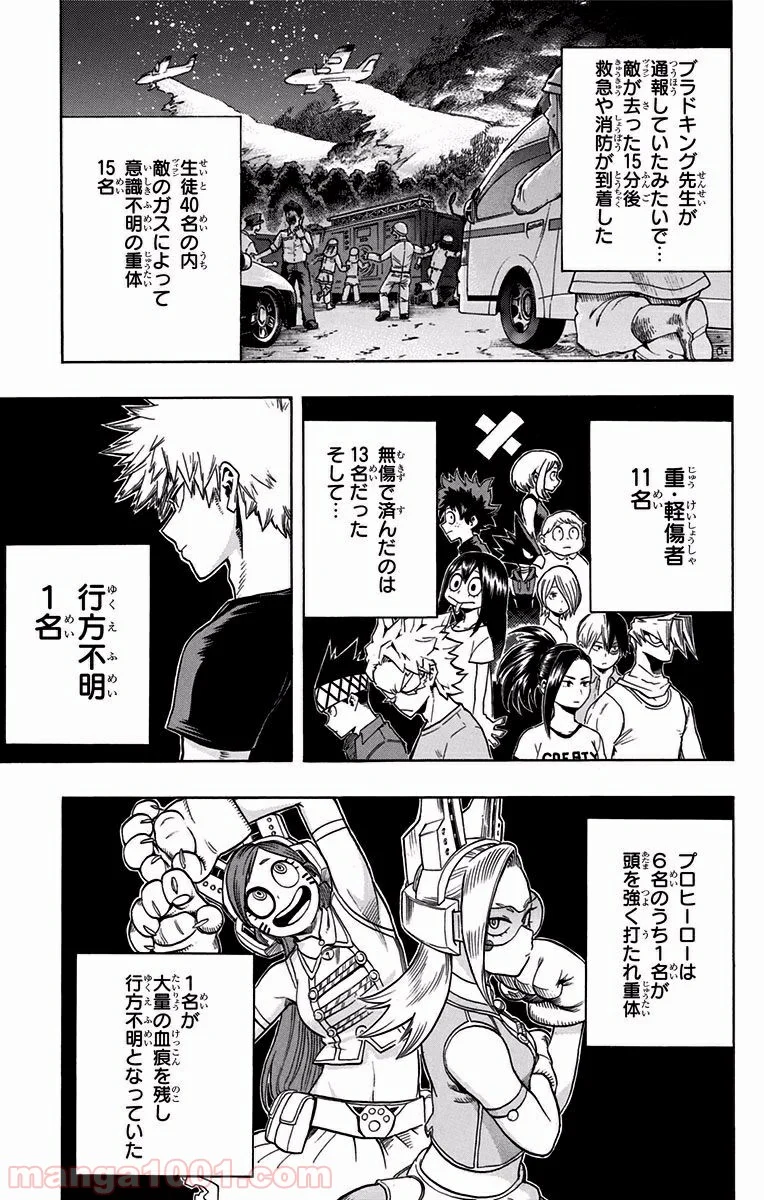 ブラドキング先生が
通報していたみたいで…
敵が去った15分後
救急や消防が到着した
生徒40名の内
敵のガスによって
意識不明の重体
15名
重・軽傷者
11名
無傷で済んだのは
13名だった
そして…
行方不明
1名
プロヒーローは
6名のうち1名が
頭を強く打たれ重体
1名が
大量の血痕を残し
行方不明となっていた
manga1001.com